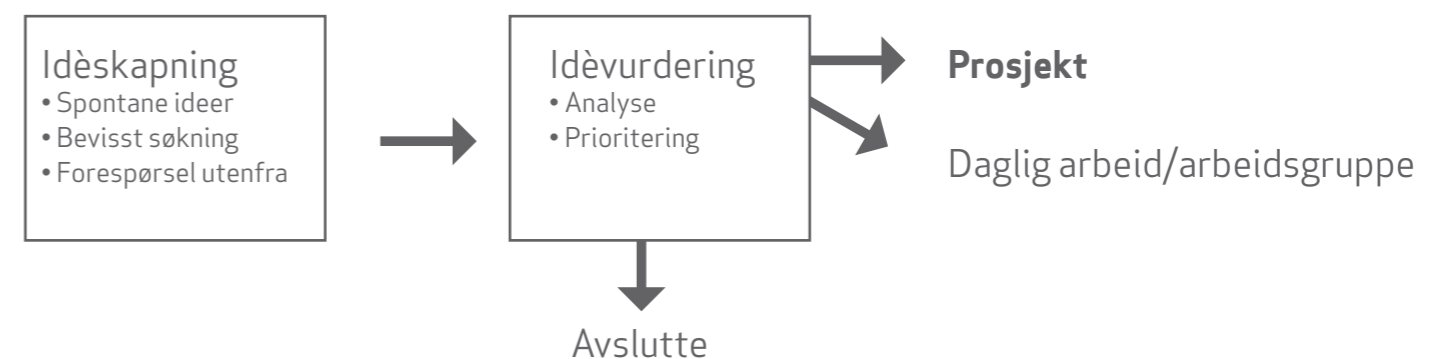 Idèskapning
• Spontane ideer
• Bevisst søkning
• Forespørsel utenfra
Idèvurdering
• Analyse
• Prioritering
Prosjekt
Daglig arbeid/arbeidsgruppe
Avslutte